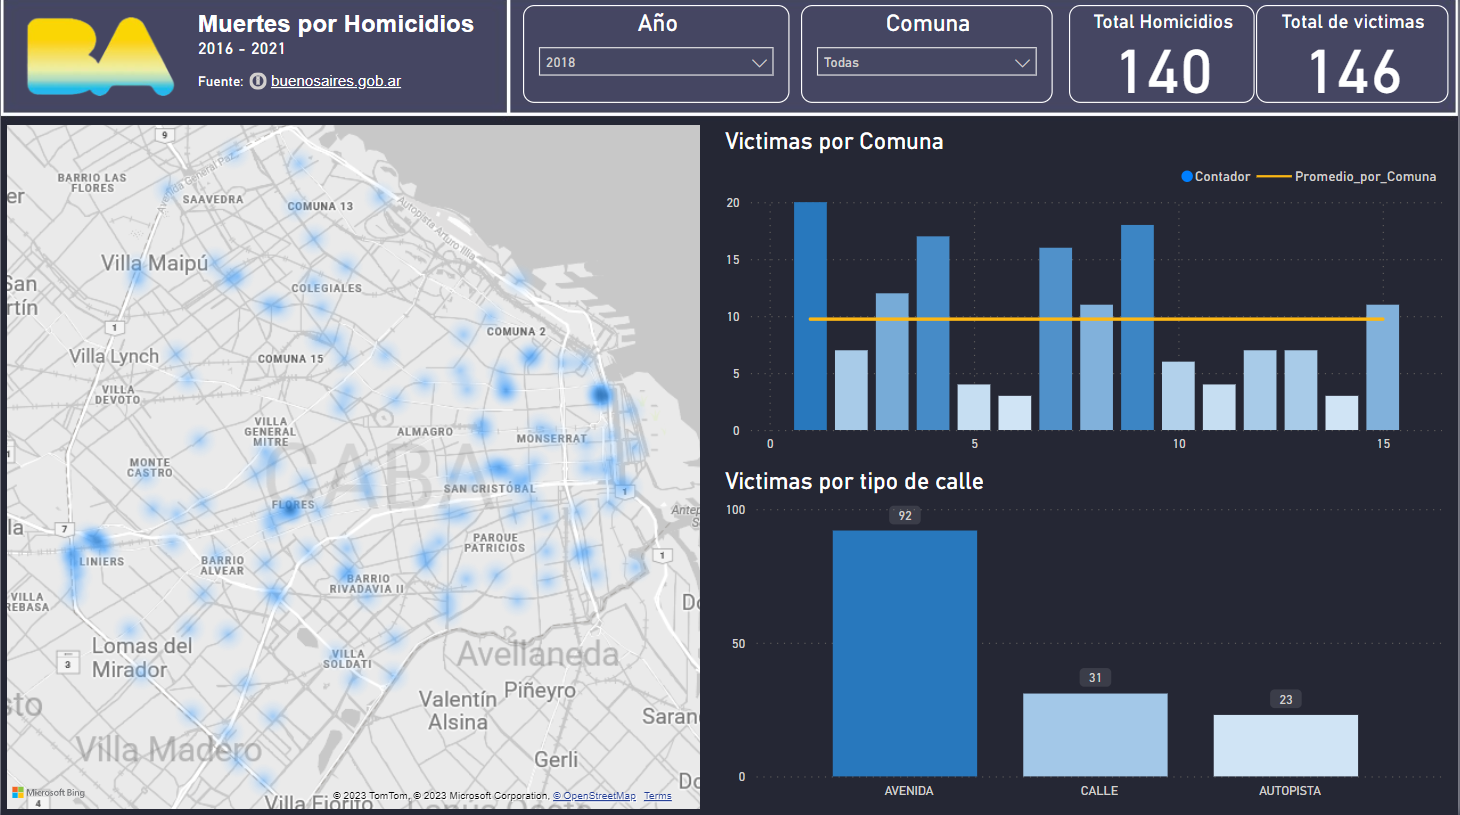 BA
Muertes por Homicidios
2016 - 2021
Fuente: buenosaires.gob.ar
Año
2018
Comuna
Todas
Total Homicidios
140
Total de victimas
146
9
BARRIO LAS
FLORES
er
SAAVEDRA
Avenida General Paz
COMUNA 13
Autopista Arturo Illia
Villa Maipú
San
rtín
COLEGIALES
1
COMUNA 2
Villa Lynch
COMUNA 15
VILLA
DEVOTO
VILLA
GENERAL
MITRE
ALMAGRO
MONSERRAT
CABA
MONTE
CASTRO
SAN CRISTÓBAL
1
FLORES
la
7
PARQUE
PATRICIOS
1
LINIERS
BARRIO
ALVEAR
BARRIO
RIVADAVIA II
VILLA
REBASA
Lomas del
Mirador
3
VILLA
SOLDATI
Avellaneda
Valentín
Alsina
Piñeyro
sto
Saran
Villa Madero
Gerli
Do
Microsoft Bing
4
Villa Fiorito
© 2023 TomTom, © 2023 Microsoft Corporation, © OpenStreetMap Terms
Victimas por Comuna
Contador Promedio_por_Comuna
20
15
10
5
0
0 5 10 15
Victimas por tipo de calle
100
50
0
92
31
23
AVENIDA CALLE AUTOPISTA